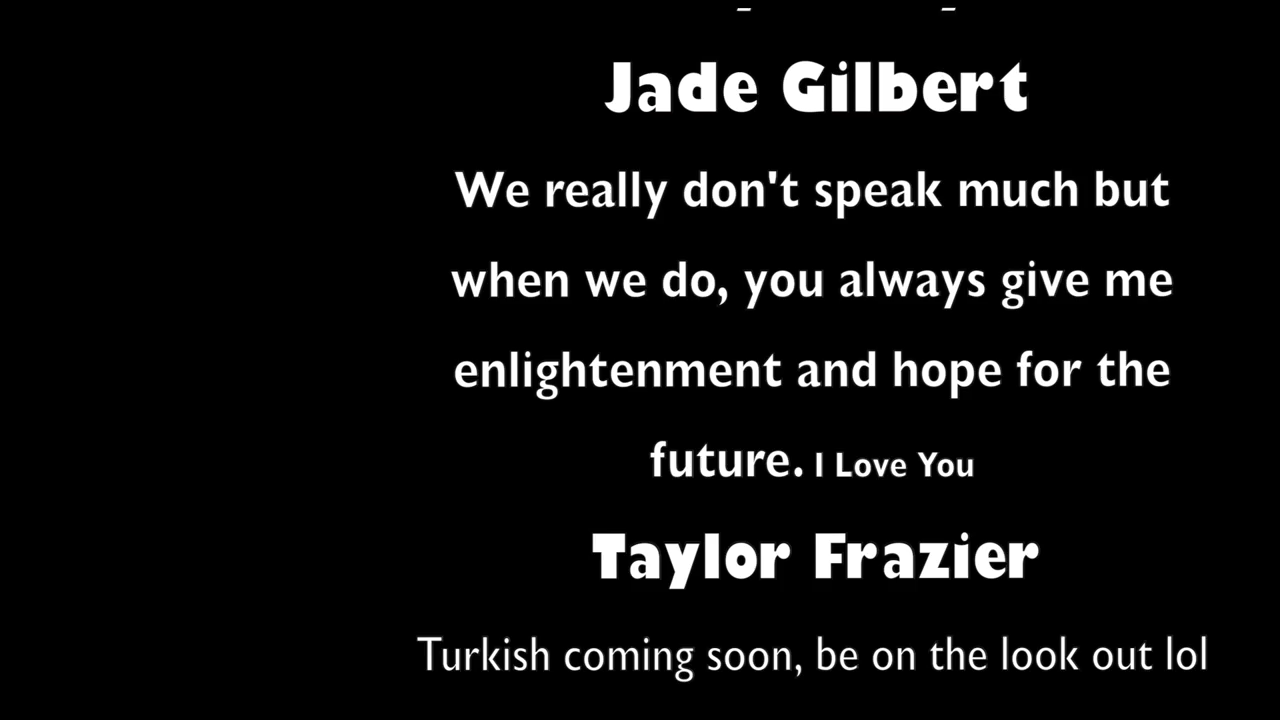 Jade Gilbert
We really don't speak much but
when we do, you always give me
enlightenment and hope for the
future. I Love You
Taylor Frazier
Turkish coming soon, be on the look out lol